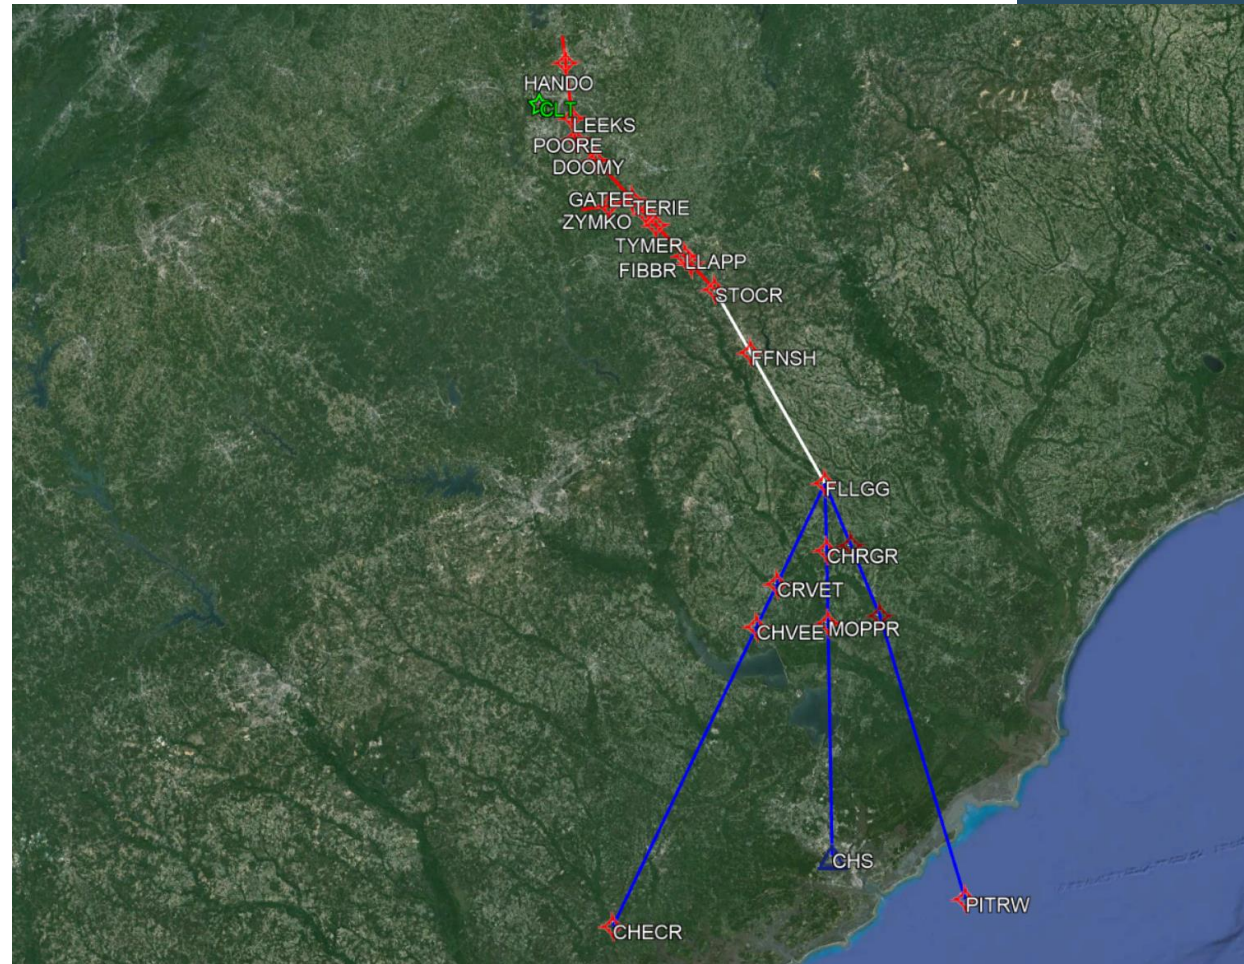 HANDO
CLT
LEEKS
POORE
DOOMY
GATEE
TERIE
ZYMKO
TYMER
LLAPP
FIBBR
STOCR
FFNSH
FLLGG
CHRGR
CRVET
CHVEE
MOPPR
CHS
PITRW
CHECR